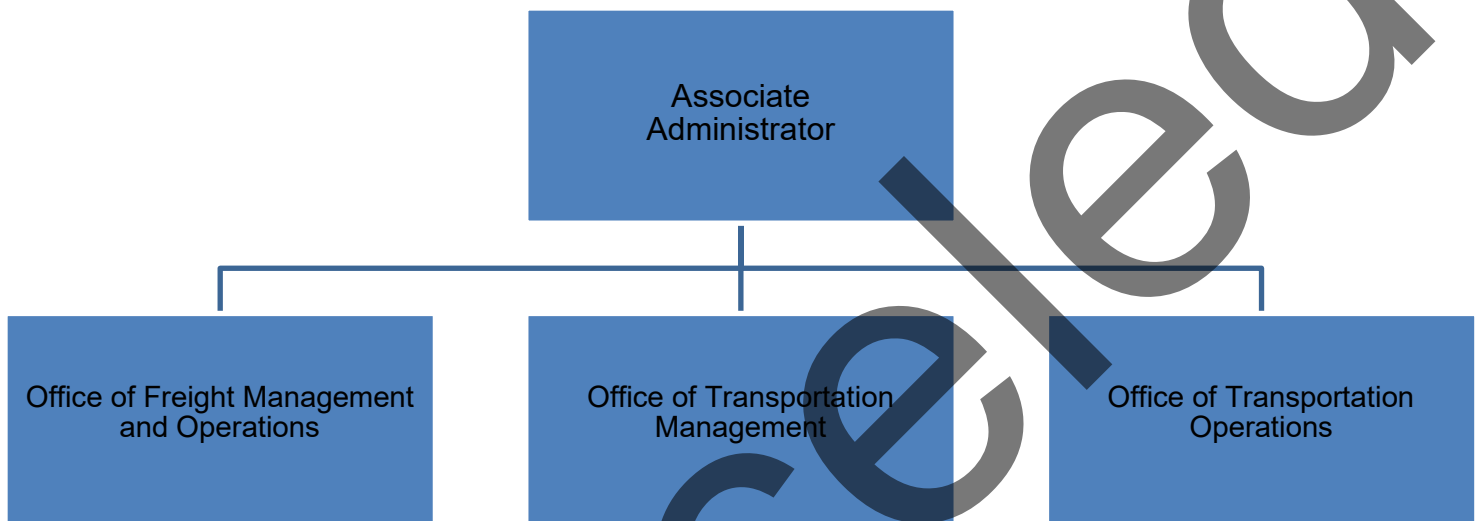 Associate
Administrator
Office of Freight Management
and Operations
Office of Transportation
Management
Office of Transportation
Operations